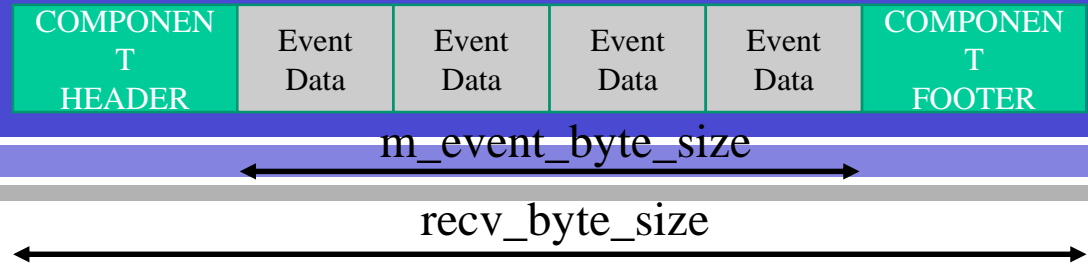 COMPONEN
T
HEADER
Event
Data
Event
Data
Event
Data
Event
Data
COMPONEN
T
FOOTER
m_event_byte_size
recv_byte_size